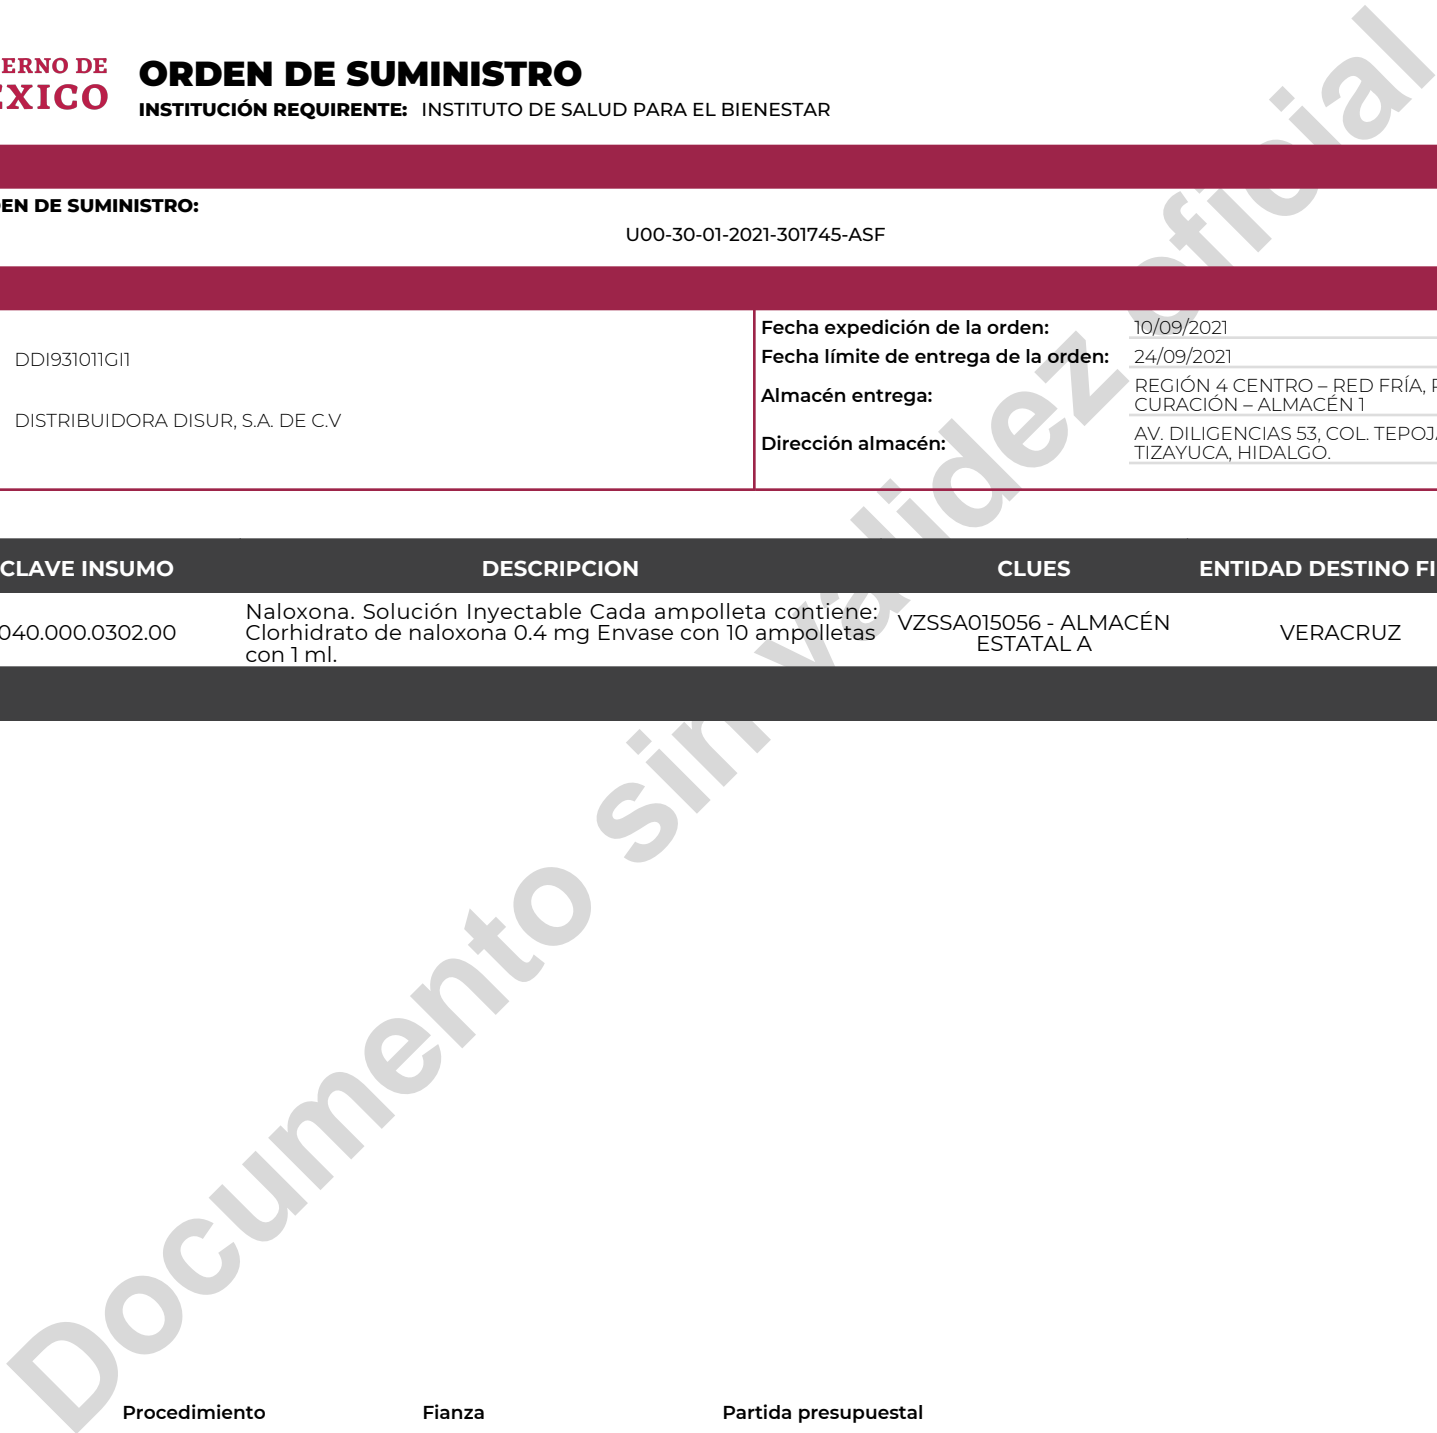 ERNO DE
ÉXICO
ORDEN DE SUMINISTRO
INSTITUCIÓN REQUIRENTE: INSTITUTO DE SALUD PARA EL BIENESTAR
EN DE SUMINISTRO:
U00-30-01-2021-301745-ASF
DDI931011GI1
DISTRIBUIDORA DISUR, S.A. DE C.V
Fecha expedición de la orden: 10/09/2021
Fecha límite de entrega de la orden: 24/09/2021
Almacén entrega: REGIÓN 4 CENTRO – RED FRÍA,
CURACIÓN – ALMACÉN 1
Dirección almacén: AV. DILIGENCIAS 53, COL. TEPOJA
TIZAYUCA, HIDALGO.
CLAVE INSUMO DESCRIPCION CLUES ENTIDAD DESTINO FI
040.000.0302.00
Naloxona. Solución Inyectable Cada ampolleta contiene:
Clorhidrato de naloxona 0.4 mg Envase con 10 ampolletas
con 1 ml.
VZSSA015056 - ALMACÉN
ESTATAL A
VERACRUZ
Documento sin validez oficial
Procedimiento Fianza Partida presupuestal